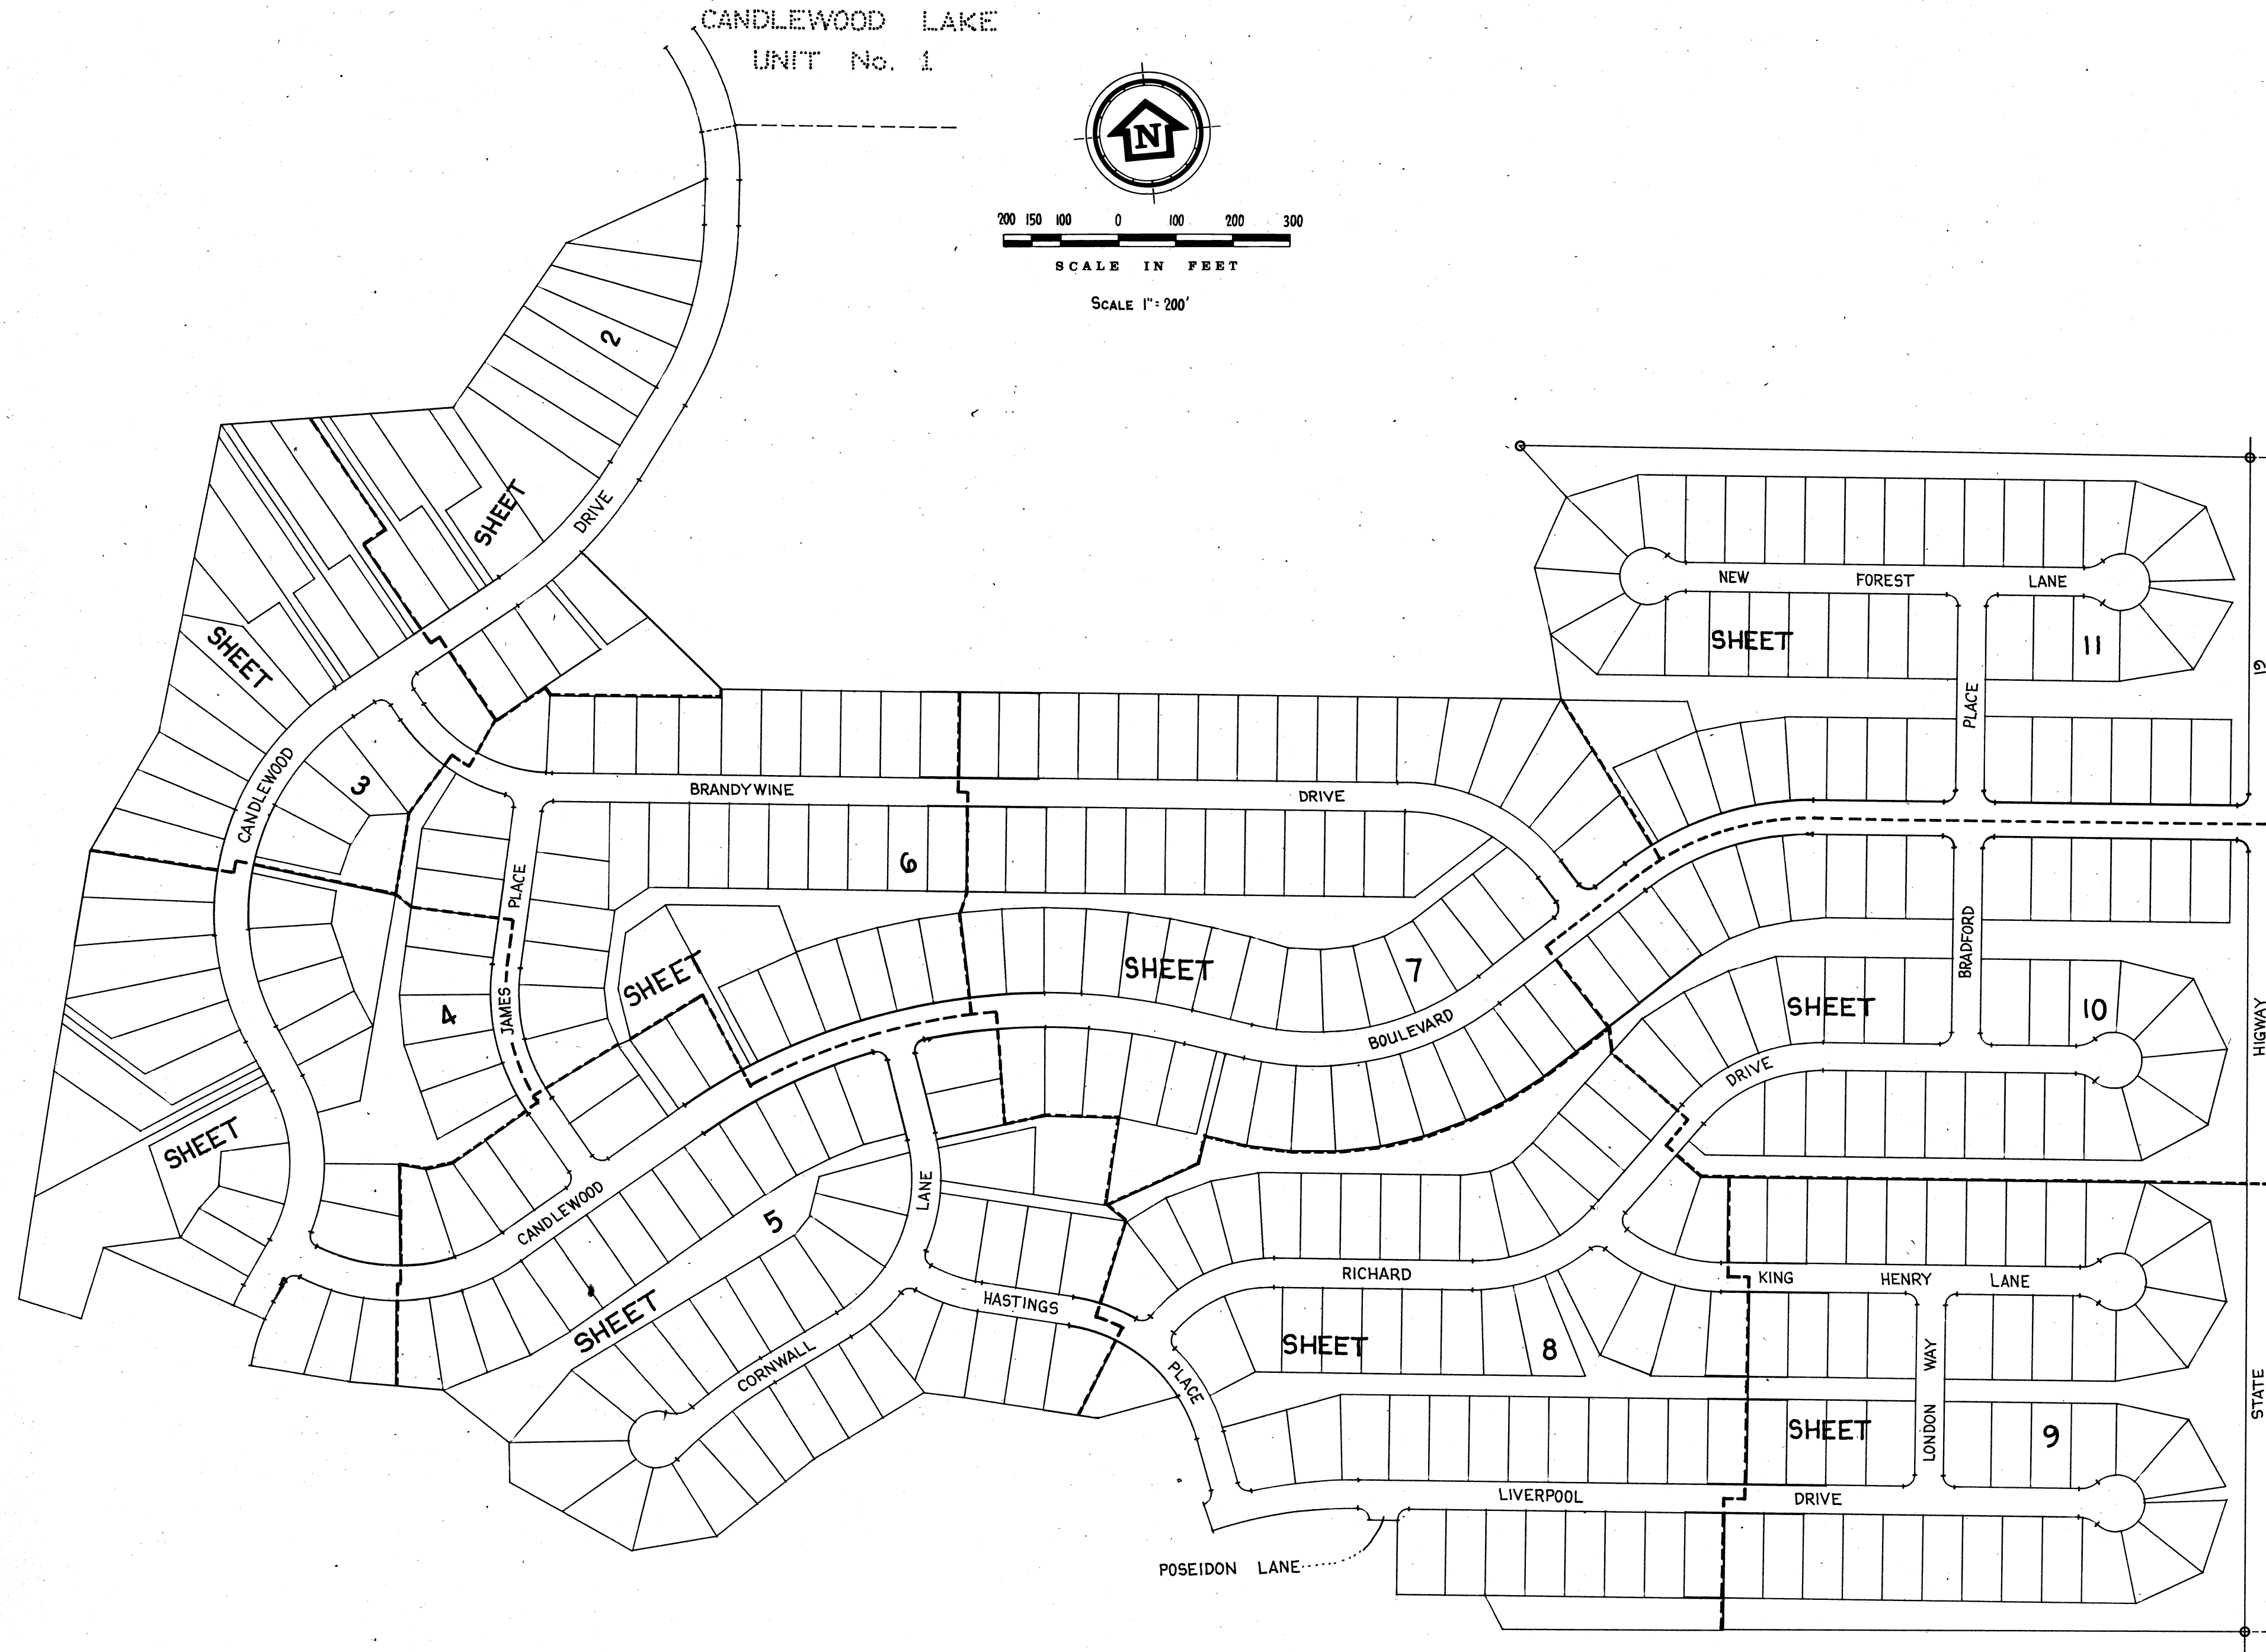 CANDLEWOOD LAKE
UNIT No. 1
N
200 150 100 0 100 200 300
SCALE IN FEET
SCALE 1"= 200'
2
SHEET
DRIVE
SHEET
3
CANDLEWOOD
NEW FOREST LANE
SHEET
11
PLACE
61
BRANDYWINE
DRIVE
6
SHEET
PLACE
JAMES
4
SHEET
SHEET
7
BOULEVARD
BRADFORD
SHEET
10
DRIVE
HIGWAY
STATE
CANDLEWOOD
5
SHEET
LANE
CORNWALL
HASTINGS
PLACE
RICHARD
SHEET
8
KING HENRY LANE
LONDON WAY
SHEET
9
LIVERPOOL
DRIVE
POSEIDON LANE